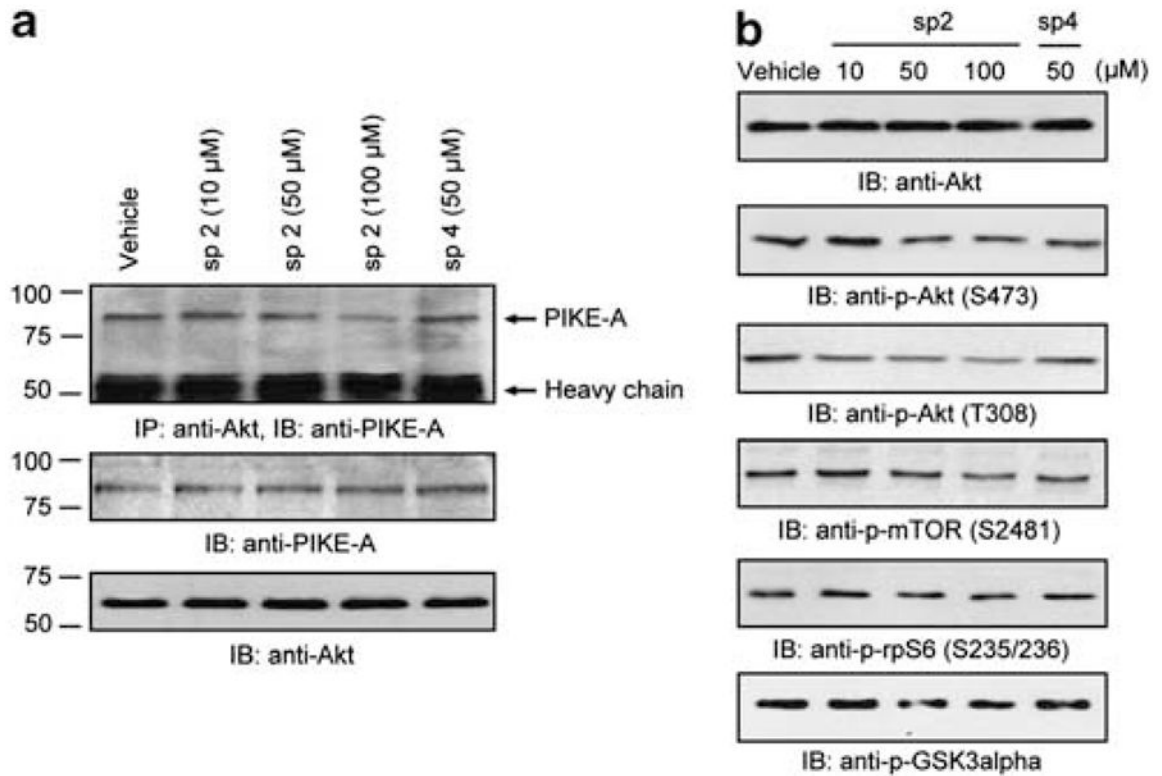 a
Vehicle
sp 2 (10 µM)
sp 2 (50 µM)
sp 2 (100 µM)
sp 4 (50 µM)
100
75
50
PIKE-A
Heavy chain
IP: anti-Akt, IB: anti-PIKE-A
100
75
IB: anti-PIKE-A
75
50
IB: anti-Akt
b
sp2 sp4
Vehicle 10 50 100 50 (µM)
IB: anti-Akt
IB: anti-p-Akt (S473)
IB: anti-p-Akt (T308)
IB: anti-p-mTOR (S2481)
IB: anti-p-rpS6 (S235/236)
IB: anti-p-GSK3alpha